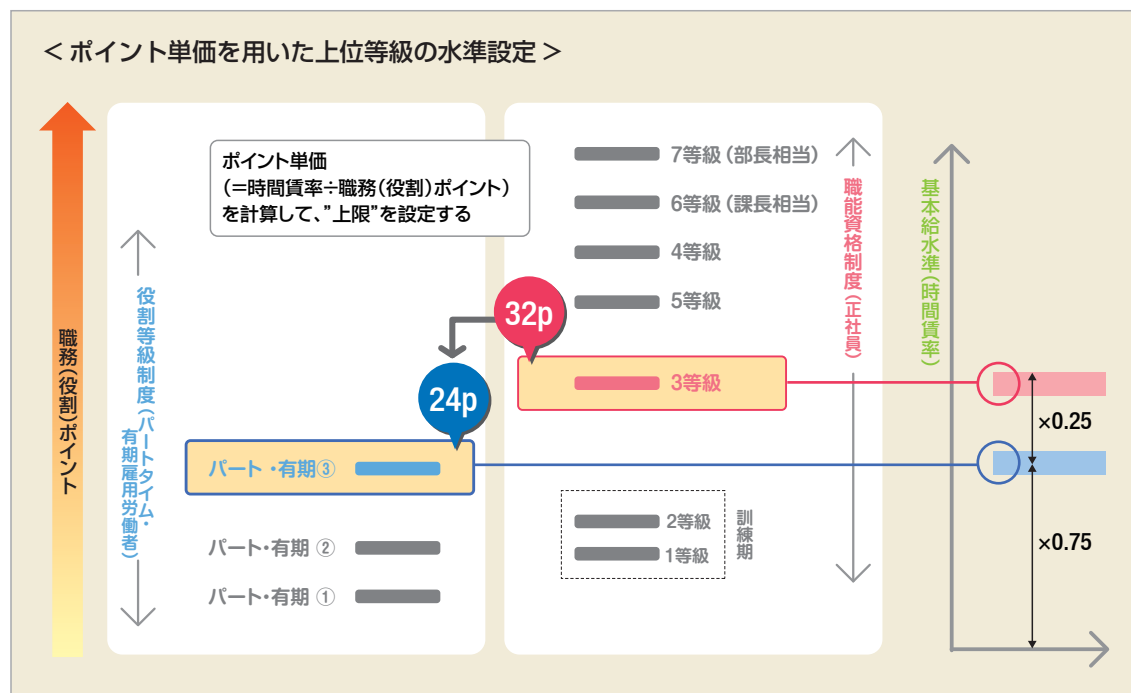 ＜ポイント単価を用いた上位等級の水準設定＞
職務(役割)ポイント
役割等級制度(パートタイム・
有期雇用労働者)
ポイント単価
(＝時間賃率÷職務(役割)ポイント)
を計算して、”上限”を設定する
24p
パート・有期③
パート・有期 ②
パート・有期 ①
7等級(部長相当)
6等級(課長相当)
4等級
5等級
32p
3等級
2等級
1等級
訓練期
職能資格制度(正社員)
基本給水準(時間賃率)
×0.25
×0.75